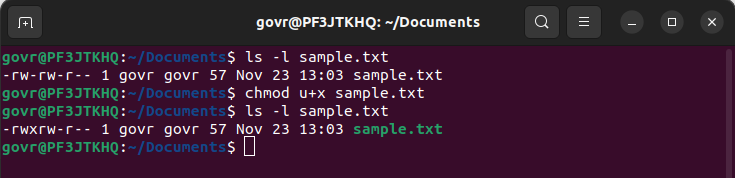 govr@PF3JTKHQ: ~/Documents
govr@PF3JTKHQ:~/Documents$ ls -l sample.txt
-rw-rw-r-- 1 govr govr 57 Nov 23 13:03 sample.txt
govr@PF3JTKHQ:~/Documents$ chmod u+x sample.txt
govr@PF3JTKHQ:~/Documents$ ls -l sample.txt
-rwxrw-r-- 1 govr govr 57 Nov 23 13:03 sample.txt
govr@PF3JTKHQ:~/Documents$